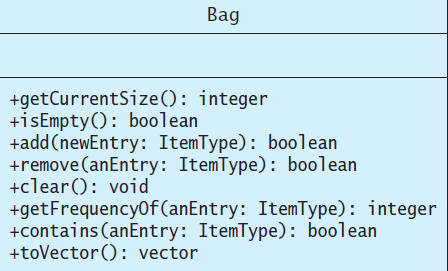 Bag
+getCurrentSize(): integer
+isEmpty(): boolean
+add(newEntry: ItemType): boolean
+remove(anEntry: ItemType): boolean
+clear(): void
+getFrequencyOf(anEntry: ItemType): integer
+contains(anEntry: ItemType): boolean
+toVector(): vector